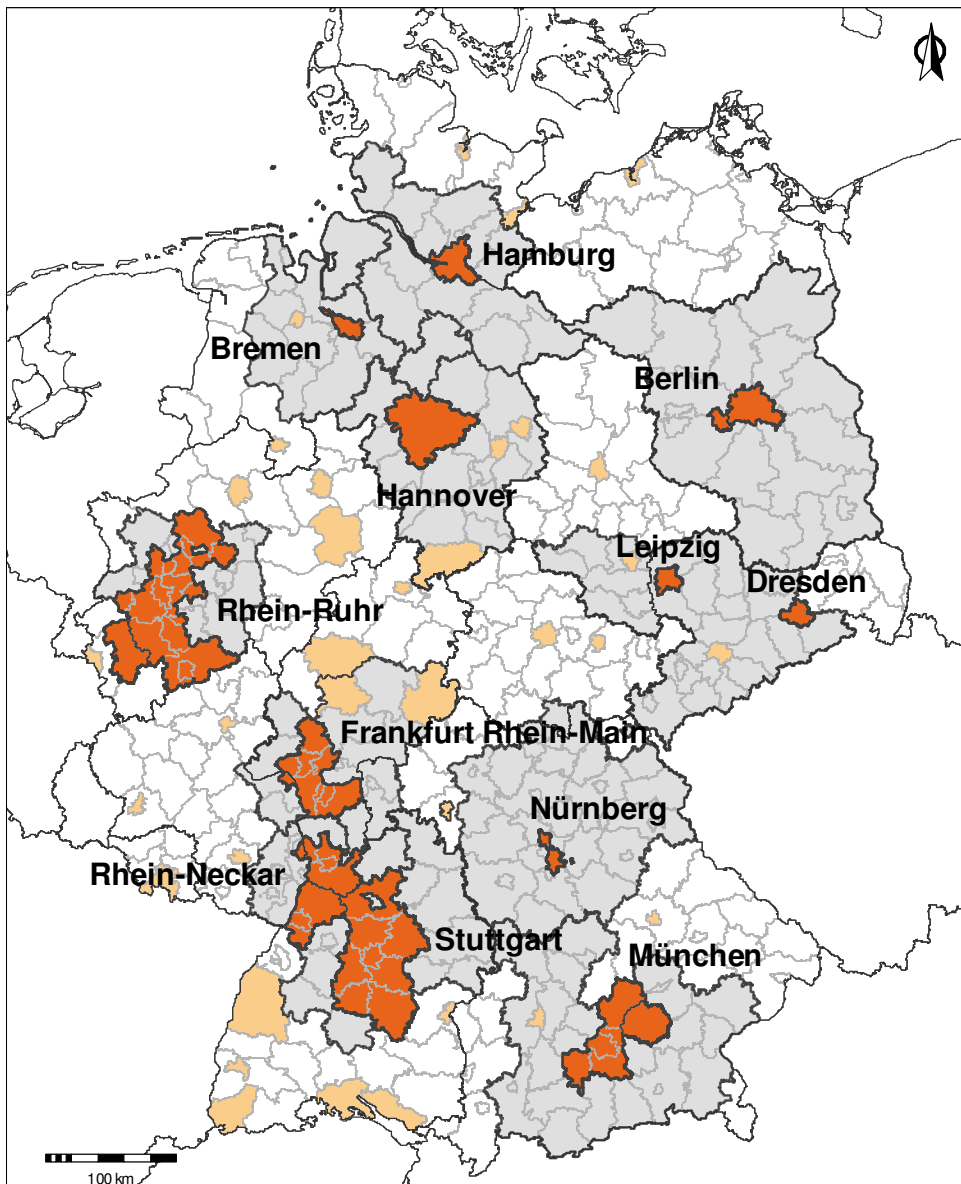 Hamburg
Bremen
Berlin
Hannover
Leipzig
Dresden
Rhein-Ruhr
Frankfurt Rhein-Main
Nürnberg
Rhein-Neckar
Stuttgart
München
100 km